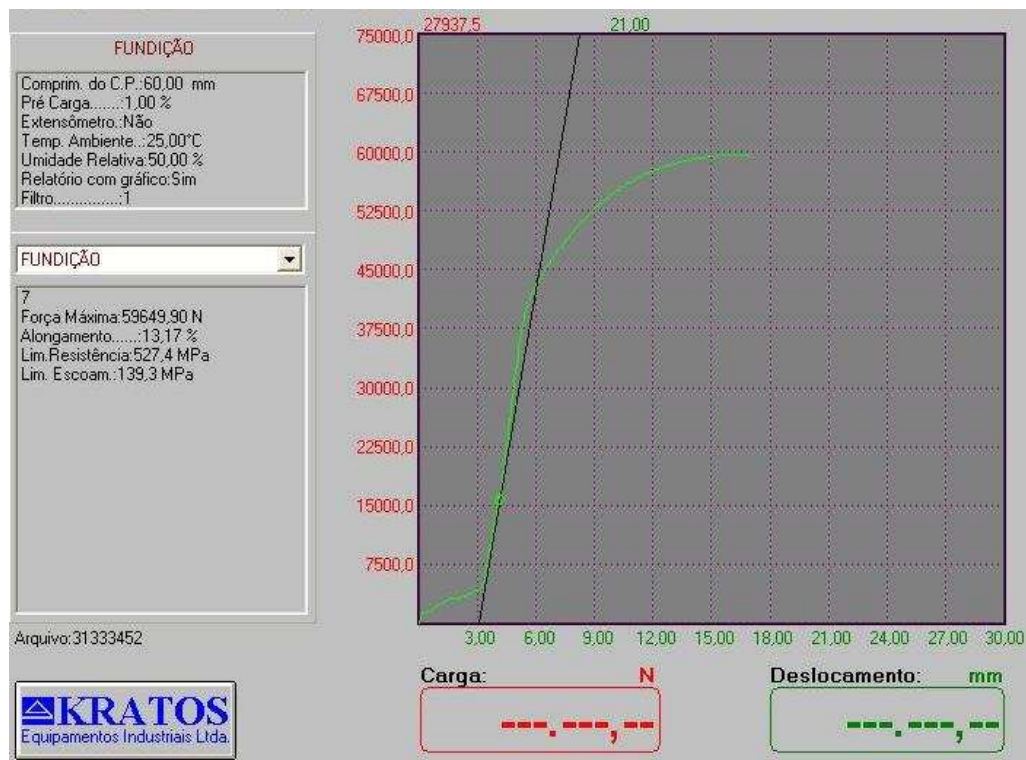 FUNDIÇÃO
Comprim. do C.P.:60,00 mm
Pré Carga......:1,00 %
Extensômetro.:Não
Temp. Ambiente..:25,00°C
Umidade Relativa:50,00 %
Relatório com gráfico:Sim
Filtro...............:1
FUNDIÇÃO
7
Força Máxima:59649,90 N
Alongamento......:13,17 %
Lim.Resistência:527,4 MPa
Lim. Escoam.:139,3 MPa
Arquivo:31333452
KRATOS
Equipamentos Industriais Ltda.
27937,5 21,00
75000,0
67500,0
60000,0
52500,0
45000,0
37500,0
30000,0
22500,0
15000,0
7500,0
3,00 6,00 9,00 12,00 15,00 18,00 21,00 24,00 27,00 30,00
Carga: N
---.---,--
Deslocamento: mm
---.---,--